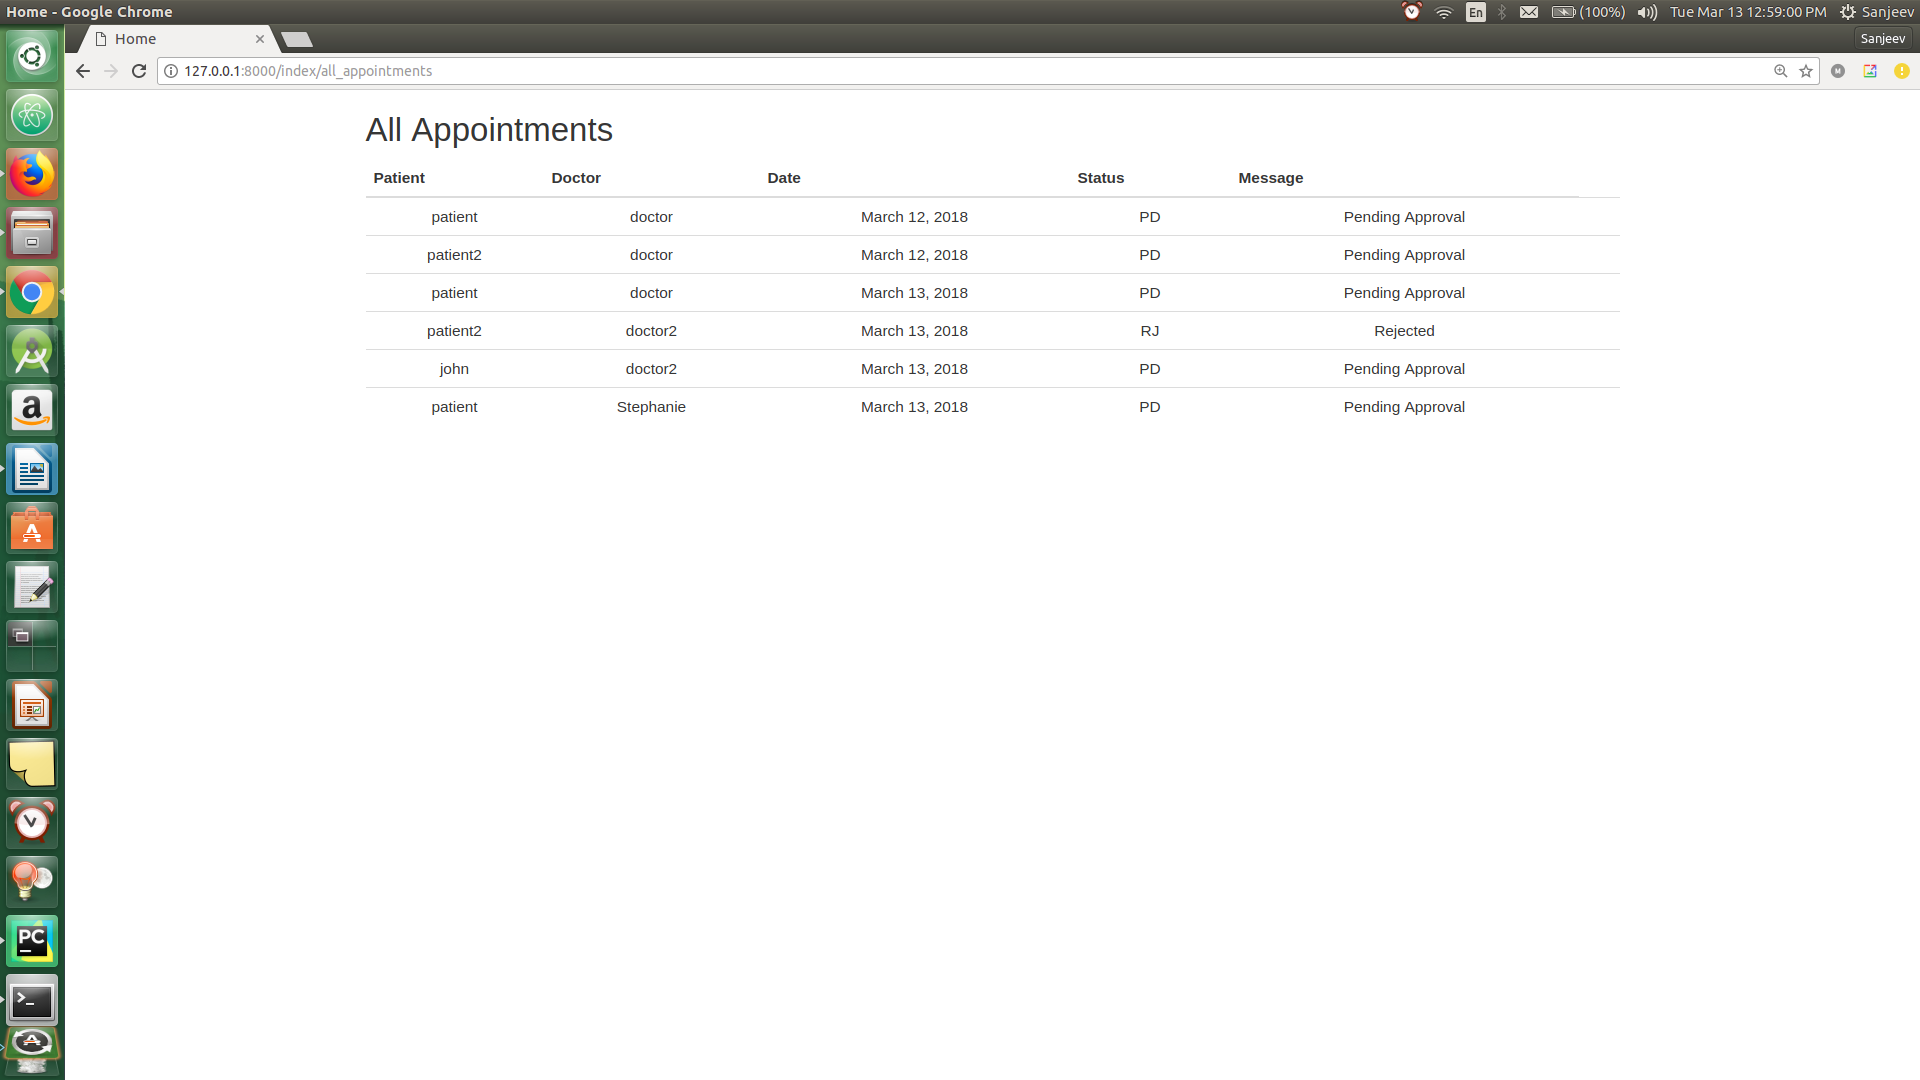 Home - Google Chrome
En (100%) Tue Mar 13 12:59:00 PM Sanjeev
Home
Sanjeev
127.0.0.1:8000/index/all_appointments
M
All Appointments
Patient Doctor Date Status Message
patient doctor March 12, 2018 PD Pending Approval
patient2 doctor March 12, 2018 PD Pending Approval
patient doctor March 13, 2018 PD Pending Approval
patient2 doctor2 March 13, 2018 RJ Rejected
john doctor2 March 13, 2018 PD Pending Approval
patient Stephanie March 13, 2018 PD Pending Approval
a
A
PC
>_
A